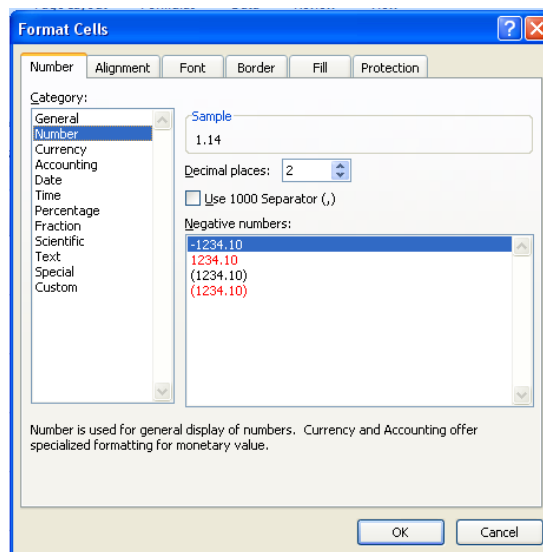 Format Cells
Number Alignment Font Border Fill Protection
Category:
General
Number
Currency
Accounting
Date
Time
Percentage
Fraction
Scientific
Text
Special
Custom
Sample
1.14
Decimal places: 2
Use 1000 Separator (,)
Negative numbers:
-1234.10
1234.10
(1234.10)
(1234.10)
Number is used for general display of numbers.  Currency and Accounting offer
specialized formatting for monetary value.
OK Cancel